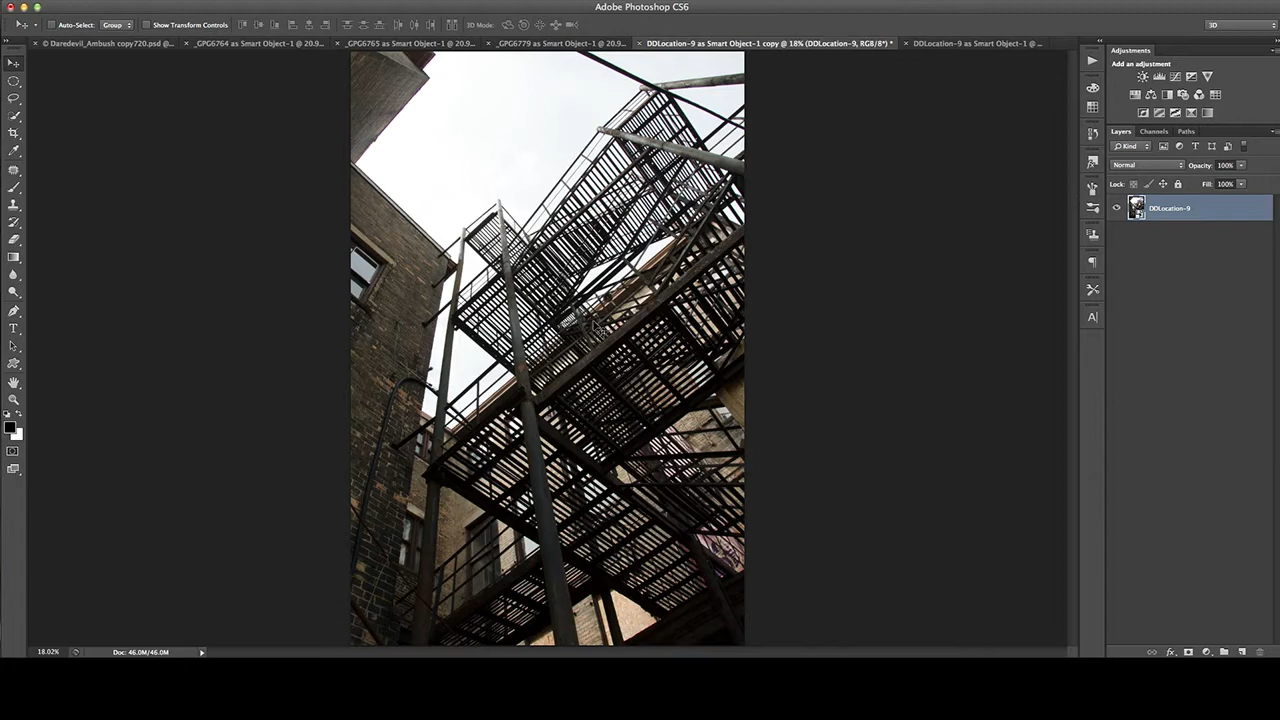 Adobe Photoshop CS6
Auto-Select: Group Show Transform Controls 3D Mode: 3D
© Daredevil_Ambush copy720.psd @... _GPG6764 as Smart Object-1 @ 20.9... _GPG6765 as Smart Object-1 @ 20.9... _GPG6779 as Smart Object-1 @ 20.9... DDLocation-9 as Smart Object-1 copy @ 18% (DDLocation-9, RGB/8*) * DDLocation-9 as Smart Object-1 @ ...
Adjustments
Add an adjustment
Layers Channels Paths
Kind
Normal Opacity: 100%
Lock: Fill: 100%
DDLocation-9
18.02% Doc: 46.0M/46.0M